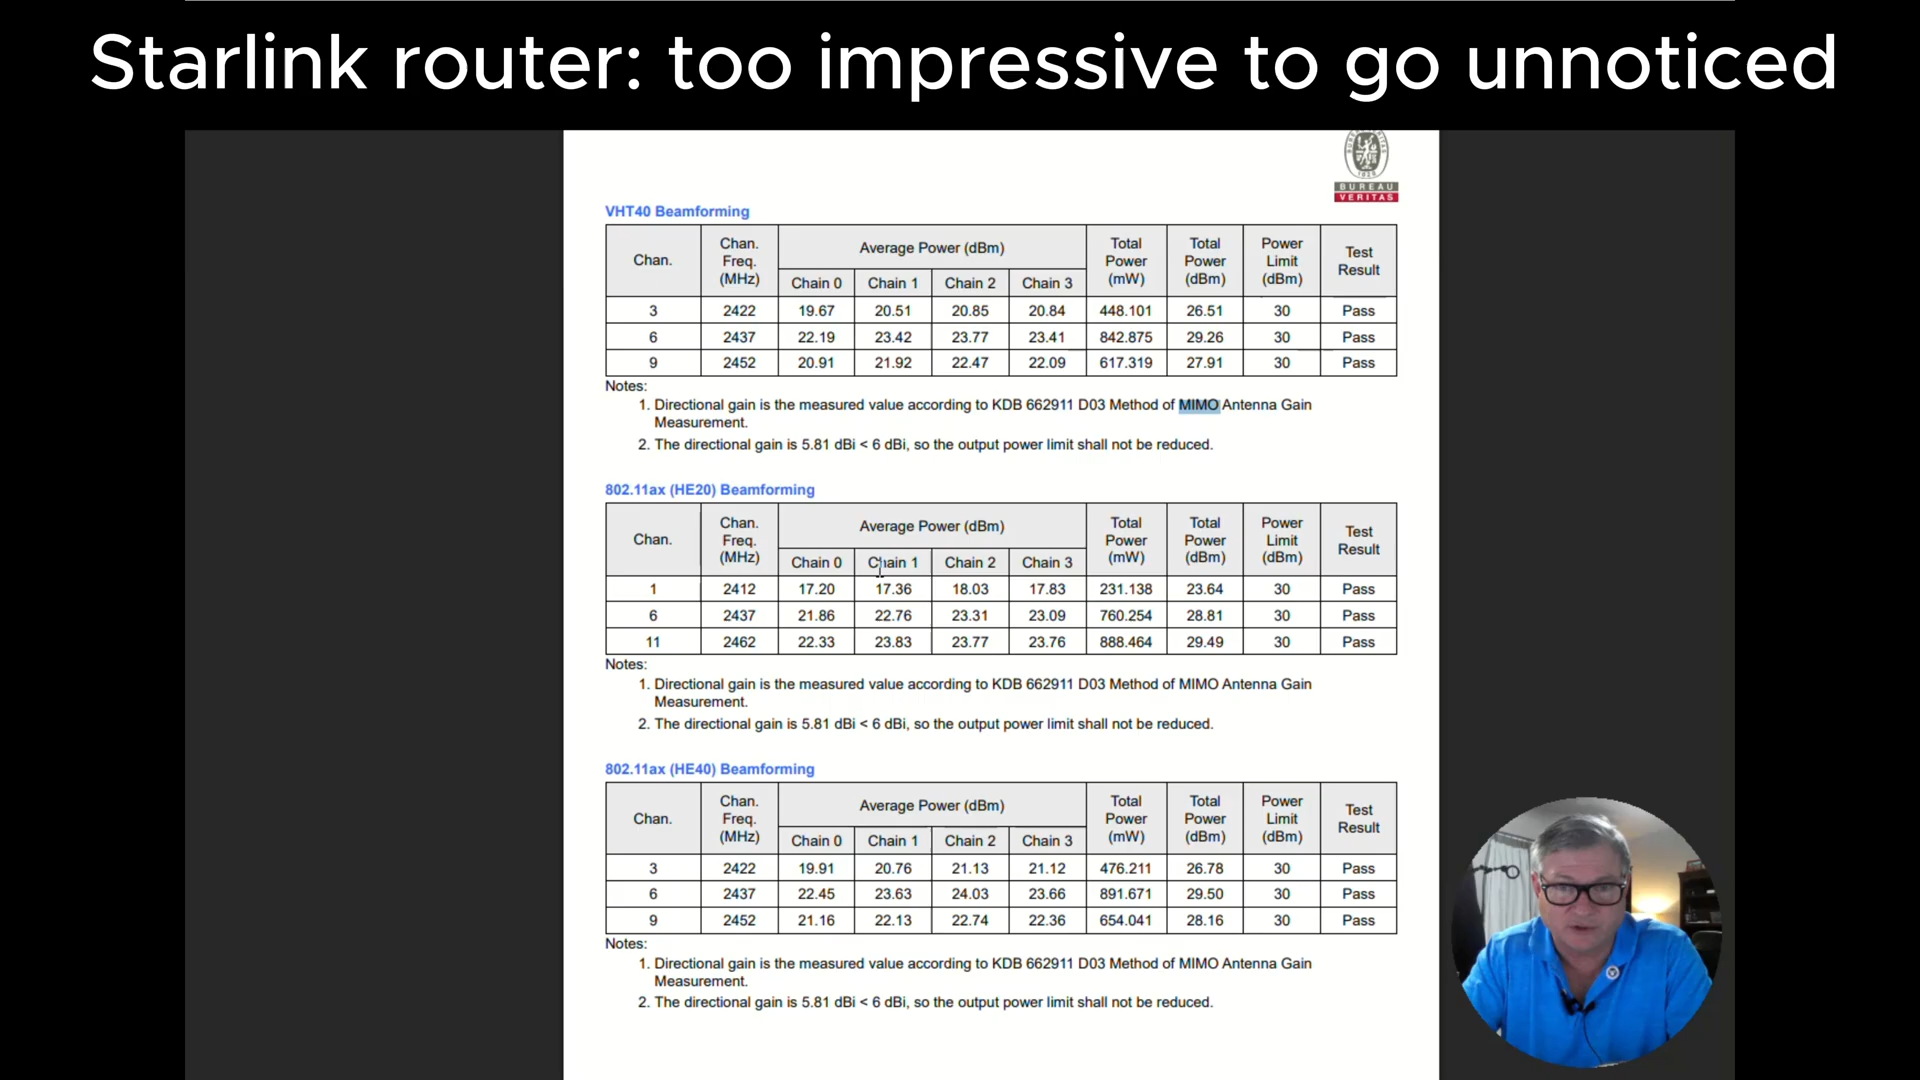 Starlink router: too impressive to go unnoticed
BUREAU
VERITAS
VHT40 Beamforming
Chan. Chan. Freq. (MHz) Average Power (dBm) Total Power (mW) Total Power (dBm) Power Limit (dBm) Test Result
Chain 0 Chain 1 Chain 2 Chain 3
3 2422 19.67 20.51 20.85 20.84 448.101 26.51 30 Pass
6 2437 22.19 23.42 23.77 23.41 842.875 29.26 30 Pass
9 2452 20.91 21.92 22.47 22.09 617.319 27.91 30 Pass
Notes:
1. Directional gain is the measured value according to KDB 662911 D03 Method of MIMO Antenna Gain
Measurement.
2. The directional gain is 5.81 dBi < 6 dBi, so the output power limit shall not be reduced.
802.11ax (HE20) Beamforming
Chan. Chan. Freq. (MHz) Average Power (dBm) Total Power (mW) Total Power (dBm) Power Limit (dBm) Test Result
Chain 0 Chain 1 Chain 2 Chain 3
1 2412 17.20 17.36 18.03 17.83 231.138 23.64 30 Pass
6 2437 21.86 22.76 23.31 23.09 760.254 28.81 30 Pass
11 2462 22.33 23.83 23.77 23.76 888.464 29.49 30 Pass
Notes:
1. Directional gain is the measured value according to KDB 662911 D03 Method of MIMO Antenna Gain
Measurement.
2. The directional gain is 5.81 dBi < 6 dBi, so the output power limit shall not be reduced.
802.11ax (HE40) Beamforming
Chan. Chan. Freq. (MHz) Average Power (dBm) Total Power (mW) Total Power (dBm) Power Limit (dBm) Test Result
Chain 0 Chain 1 Chain 2 Chain 3
3 2422 19.91 20.76 21.13 21.12 476.211 26.78 30 Pass
6 2437 22.45 23.63 24.03 23.66 891.671 29.50 30 Pass
9 2452 21.16 22.13 22.74 22.36 654.041 28.16 30 Pass
Notes:
1. Directional gain is the measured value according to KDB 662911 D03 Method of MIMO Antenna Gain
Measurement.
2. The directional gain is 5.81 dBi < 6 dBi, so the output power limit shall not be reduced.